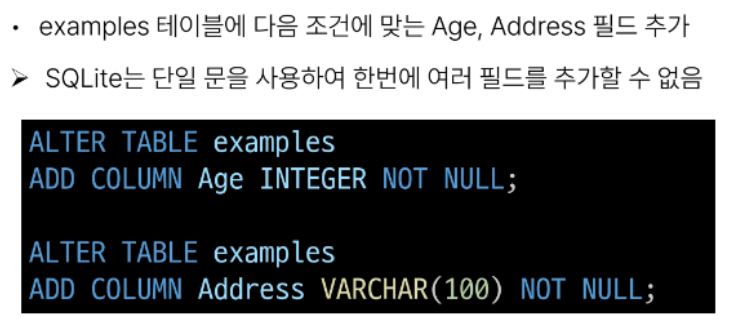 • examples 테이블에 다음 조건에 맞는 Age, Address 필드 추가
➢ SQLite는 단일 문을 사용하여 한번에 여러 필드를 추가할 수 없음
ALTER TABLE examples
ADD COLUMN Age INTEGER NOT NULL;
ALTER TABLE examples
ADD COLUMN Address VARCHAR(100) NOT NULL;